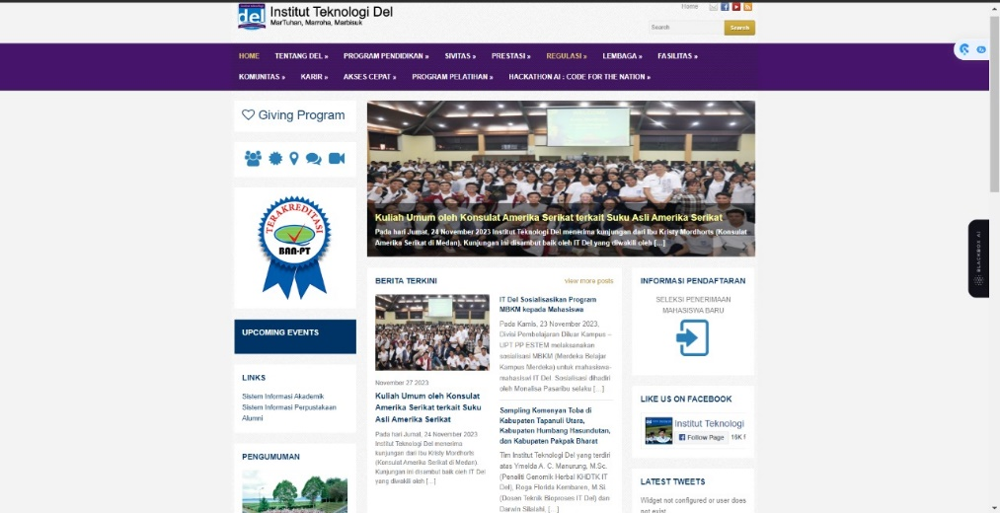 Institut Teknologi Del
MarTuhan, Marroha, Marbisuk
Home
Search
Search
HOME TENTANG DEL » PROGRAM PENDIDIKAN » SIVITAS » PRESTASI » REGULASI » LEMBAGA » FASILITAS »
KOMUNITAS » KARIR » AKSES CEPAT » PROGRAM PELATIHAN » HACKATHON AI : CODE FOR THE NATION »
Giving Program
TERAKREDITASI
BAN-PT
UPCOMING EVENTS
LINKS
Sistem Informasi Akademik
Sistem Informasi Perpustakaan
Alumni
PENGUMUMAN
Kuliah Umum oleh Konsulat Amerika Serikat terkait Suku Asli Amerika Serikat
Pada hari Jumat, 24 November 2023 Institut Teknologi Del menerima kunjungan dari Ibu Kristy Mordhorts (Konsulat
Amerika Serikat di Medan). Kunjungan ini disambut baik oleh IT Del yang diwakili oleh [...]
BERITA TERKINI
view more posts
November 27 2023
Kuliah Umum oleh Konsulat
Amerika Serikat terkait Suku
Asli Amerika Serikat
Pada hari Jumat, 24 November 2023
Institut Teknologi Del menerima
kunjungan dari Ibu Kristy Mordhorts
(Konsulat Amerika Serikat di Medan).
Kunjungan ini disambut baik oleh IT Del
yang diwakili oleh [...]
IT Del Sosialisasikan Program
MBKM kepada Mahasiswa
Pada Kamis, 23 November 2023,
Divisi Pembelajaran Diluar Kampus –
UPT PP ESTEM melaksanakan
sosialisasi MBKM (Merdeka Belajar
Kampus Merdeka) untuk mahasiswa-
mahasiswi IT Del. Sosialisasi dihadiri
oleh Monalisa Pasaribu selaku [...]
Sampling Kemenyan Toba di
Kabupaten Tapanuli Utara,
Kabupaten Humbang Hasundutan,
dan Kabupaten Pakpak Bharat
Tim Institut Teknologi Del yang terdiri
atas Ymelda A. C. Manurung, M.Sc.
(Peneliti Genomik Herbal KHDTK IT
Del), Roga Florida Kembaren, M.Si.
(Dosen Teknik Bioproses IT Del) dan
Darwin Silalahi, [...]
INFORMASI PENDAFTARAN
SELEKSI PENERIMAAN
MAHASISWA BARU
LIKE US ON FACEBOOK
Institut Teknologi
Follow Page
LATEST TWEETS
Widget not configured or user does
not exist.
BLACKBOX AI